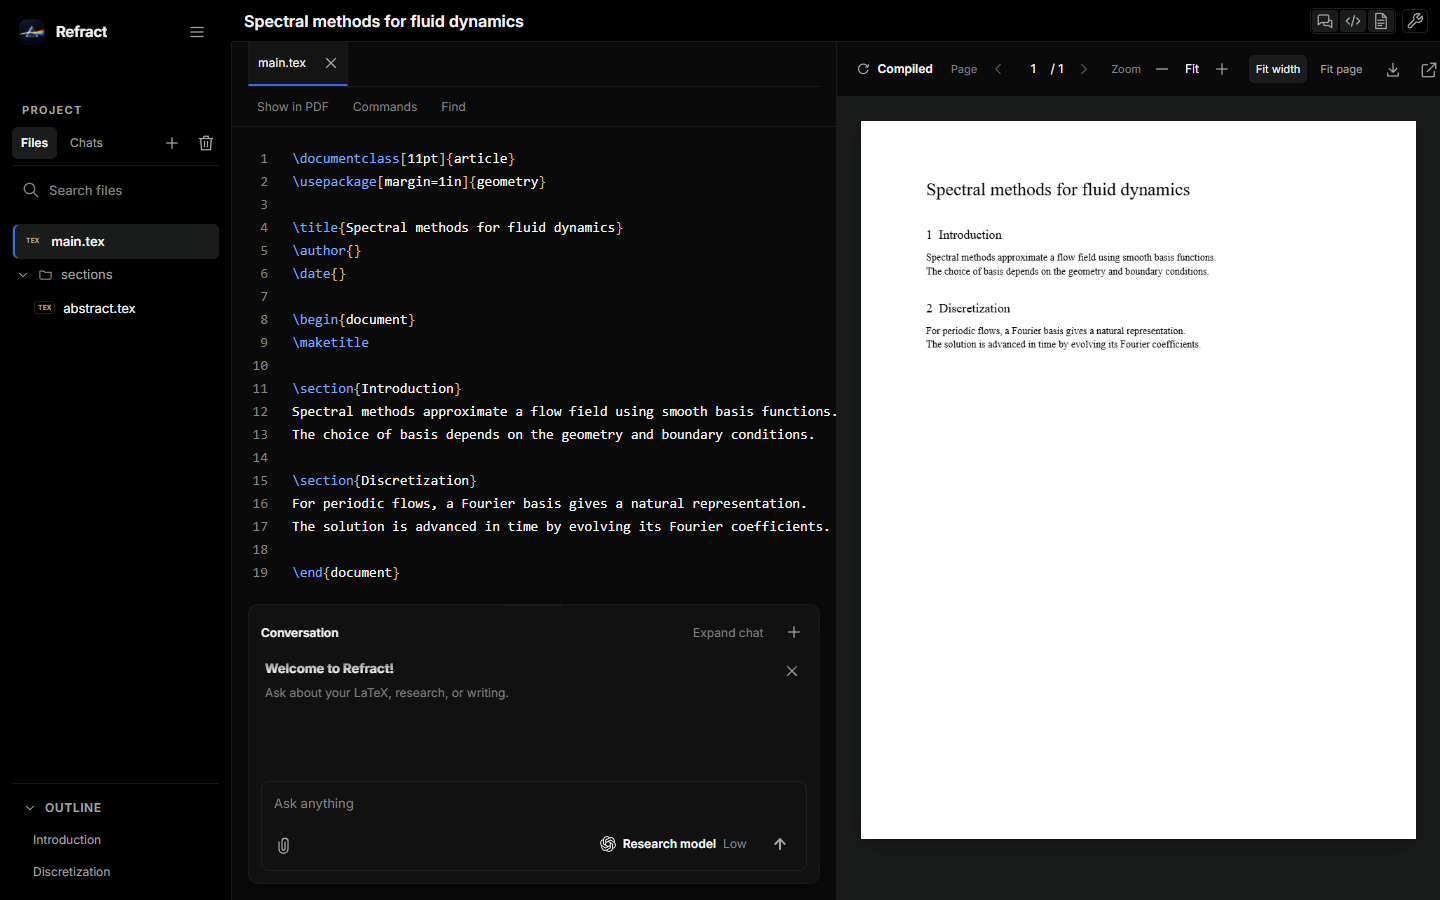 Refract
Spectral methods for fluid dynamics
PROJECT
Files
Chats
Search files
TEX main.tex
sections
TEX abstract.tex
OUTLINE
Introduction
Discretization
main.tex
Show in PDF
Commands
Find
1 \documentclass[11pt]{article}
2 \usepackage[margin=1in]{geometry}
3
4 \title{Spectral methods for fluid dynamics}
5 \author{}
6 \date{}
7
8 \begin{document}
9 \maketitle
10
11 \section{Introduction}
12 Spectral methods approximate a flow field using smooth basis functions.
13 The choice of basis depends on the geometry and boundary conditions.
14
15 \section{Discretization}
16 For periodic flows, a Fourier basis gives a natural representation.
17 The solution is advanced in time by evolving its Fourier coefficients.
18
19 \end{document}
Conversation
Expand chat
Welcome to Refract!
Ask about your LaTeX, research, or writing.
Ask anything
Research model Low
Compiled
Page
1 / 1
Zoom
Fit
Fit width
Fit page
Spectral methods for fluid dynamics
1 Introduction
Spectral methods approximate a flow field using smooth basis functions.
The choice of basis depends on the geometry and boundary conditions.
2 Discretization
For periodic flows, a Fourier basis gives a natural representation.
The solution is advanced in time by evolving its Fourier coefficients.